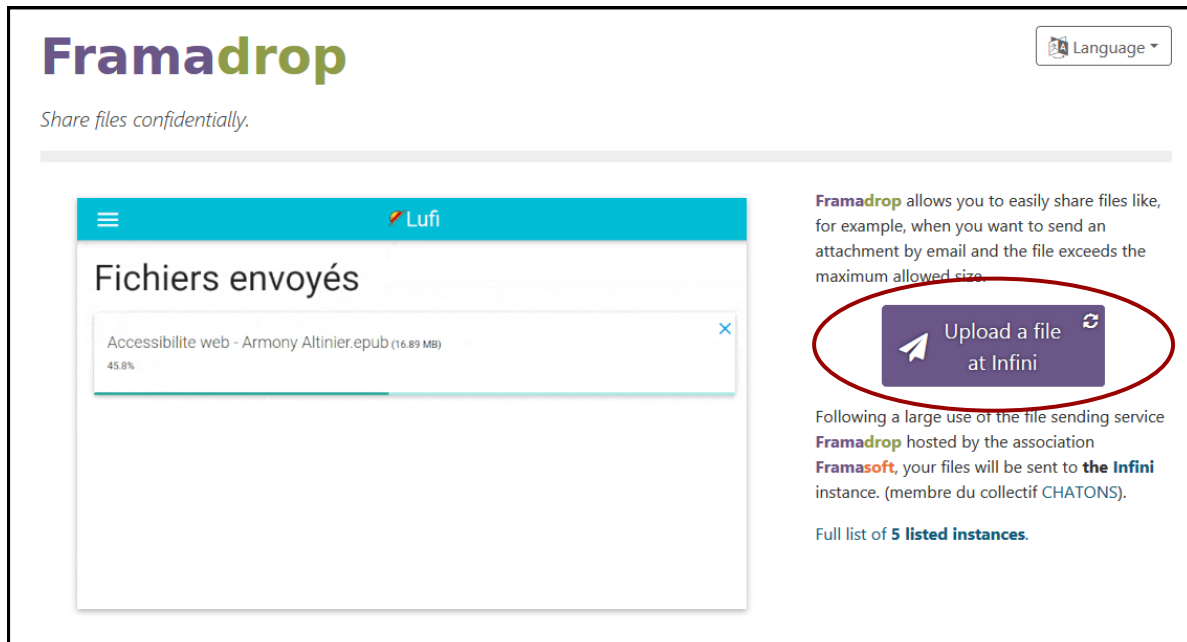 Framadrop
Language
Share files confidentially.
Lufi
Fichiers envoyés
Accessibilite web - Armony Altinier.epub (16.89 MB)
45.8%
Framadrop allows you to easily share files like,
for example, when you want to send an
attachment by email and the file exceeds the
maximum allowed size.
Upload a file
at Infini
Following a large use of the file sending service
Framadrop hosted by the association
Framasoft, your files will be sent to the Infini
instance. (membre du collectif CHATONS).
Full list of 5 listed instances.